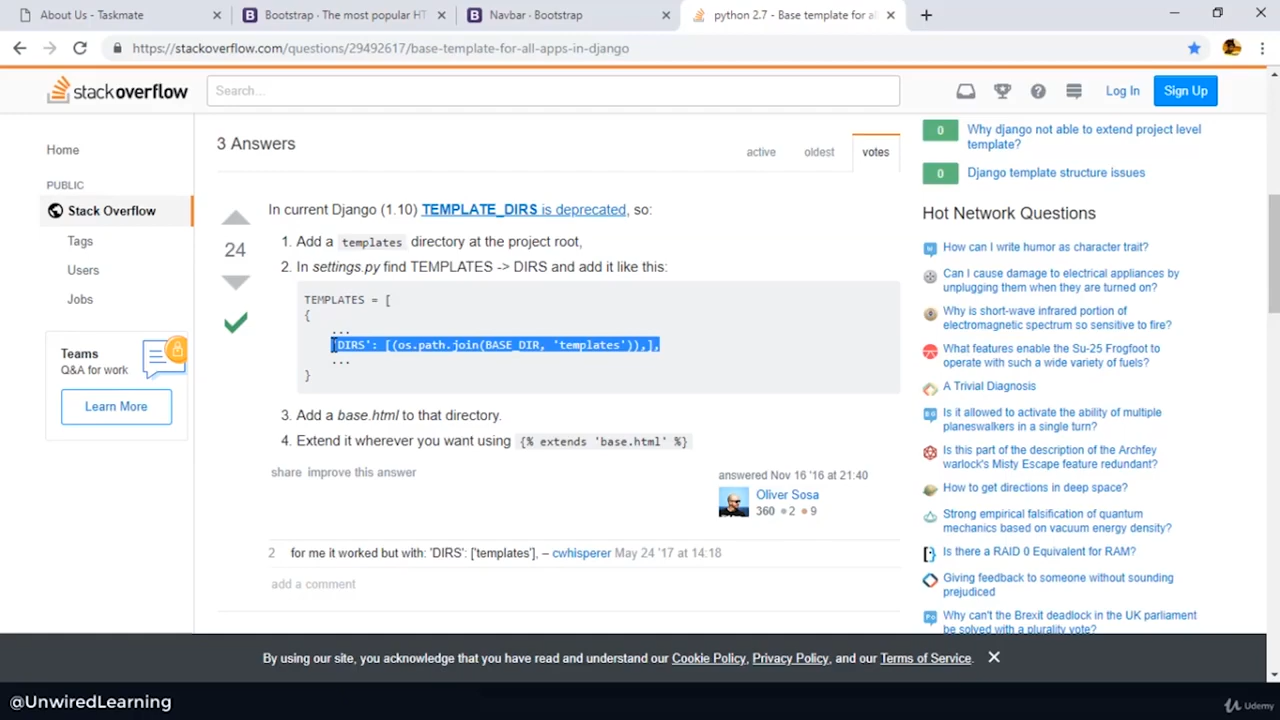 About Us - Taskmate
Bootstrap · The most popular HT
Navbar · Bootstrap
python 2.7 - Base template for all
https://stackoverflow.com/questions/29492617/base-template-for-all-apps-in-django
stackoverflow
Search...
Log In
Sign Up
Home
PUBLIC
Stack Overflow
Tags
Users
Jobs
Teams
Q&A for work
Learn More
3 Answers
active
oldest
votes
24
In current Django (1.10) TEMPLATE_DIRS is deprecated, so:
1. Add a templates directory at the project root,
2. In settings.py find TEMPLATES -> DIRS and add it like this:
TEMPLATES = [
{
...
'DIRS': [(os.path.join(BASE_DIR, 'templates')),],
...
}
3. Add a base.html to that directory.
4. Extend it wherever you want using {% extends 'base.html' %}
share improve this answer
answered Nov 16 '16 at 21:40
Oliver Sosa
360 ●2 ●9
2 for me it worked but with: 'DIRS': ['templates'], – cwhisperer May 24 '17 at 14:18
add a comment
0 Why django not able to extend project level
template?
0 Django template structure issues
Hot Network Questions
How can I write humor as character trait?
Can I cause damage to electrical appliances by
unplugging them when they are turned on?
Why is short-wave infrared portion of
electromagnetic spectrum so sensitive to fire?
What features enable the Su-25 Frogfoot to
operate with such a wide variety of fuels?
A Trivial Diagnosis
Is it allowed to activate the ability of multiple
planeswalkers in a single turn?
Is this part of the description of the Archfey
warlock's Misty Escape feature redundant?
How to get directions in deep space?
Strong empirical falsification of quantum
mechanics based on vacuum energy density?
Is there a RAID 0 Equivalent for RAM?
Giving feedback to someone without sounding
prejudiced
Why can't the Brexit deadlock in the UK parliament
be solved with a plurality vote?
By using our site, you acknowledge that you have read and understand our Cookie Policy, Privacy Policy, and our Terms of Service.
@UnwiredLearning
Udemy